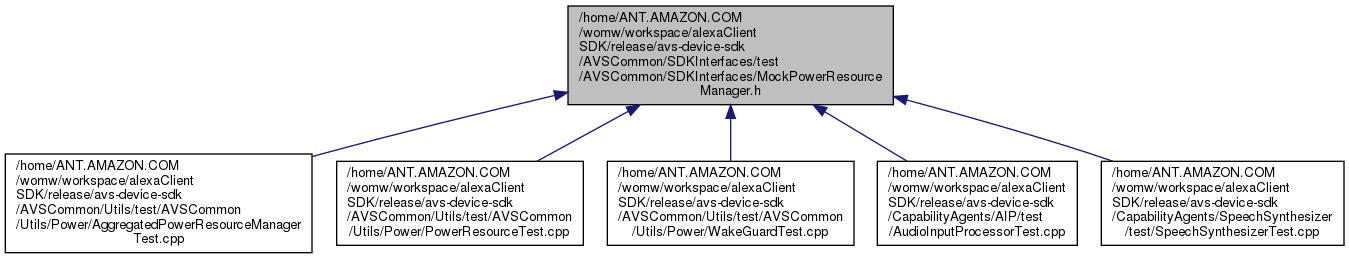 /home/ANT.AMAZON.COM
/womw/workspace/alexaClient
SDK/release/avs-device-sdk
/AVSCommon/SDKInterfaces/test
/AVSCommon/SDKInterfaces/MockPowerResource
Manager.h
/home/ANT.AMAZON.COM
/womw/workspace/alexaClient
SDK/release/avs-device-sdk
/AVSCommon/Utils/test/AVSCommon
/Utils/Power/AggregatedPowerResourceManager
Test.cpp
/home/ANT.AMAZON.COM
/womw/workspace/alexaClient
SDK/release/avs-device-sdk
/AVSCommon/Utils/test/AVSCommon
/Utils/Power/PowerResourceTest.cpp
/home/ANT.AMAZON.COM
/womw/workspace/alexaClient
SDK/release/avs-device-sdk
/AVSCommon/Utils/test/AVSCommon
/Utils/Power/WakeGuardTest.cpp
/home/ANT.AMAZON.COM
/womw/workspace/alexaClient
SDK/release/avs-device-sdk
/CapabilityAgents/AIP/test
/AudioInputProcessorTest.cpp
/home/ANT.AMAZON.COM
/womw/workspace/alexaClient
SDK/release/avs-device-sdk
/CapabilityAgents/SpeechSynthesizer
/test/SpeechSynthesizerTest.cpp